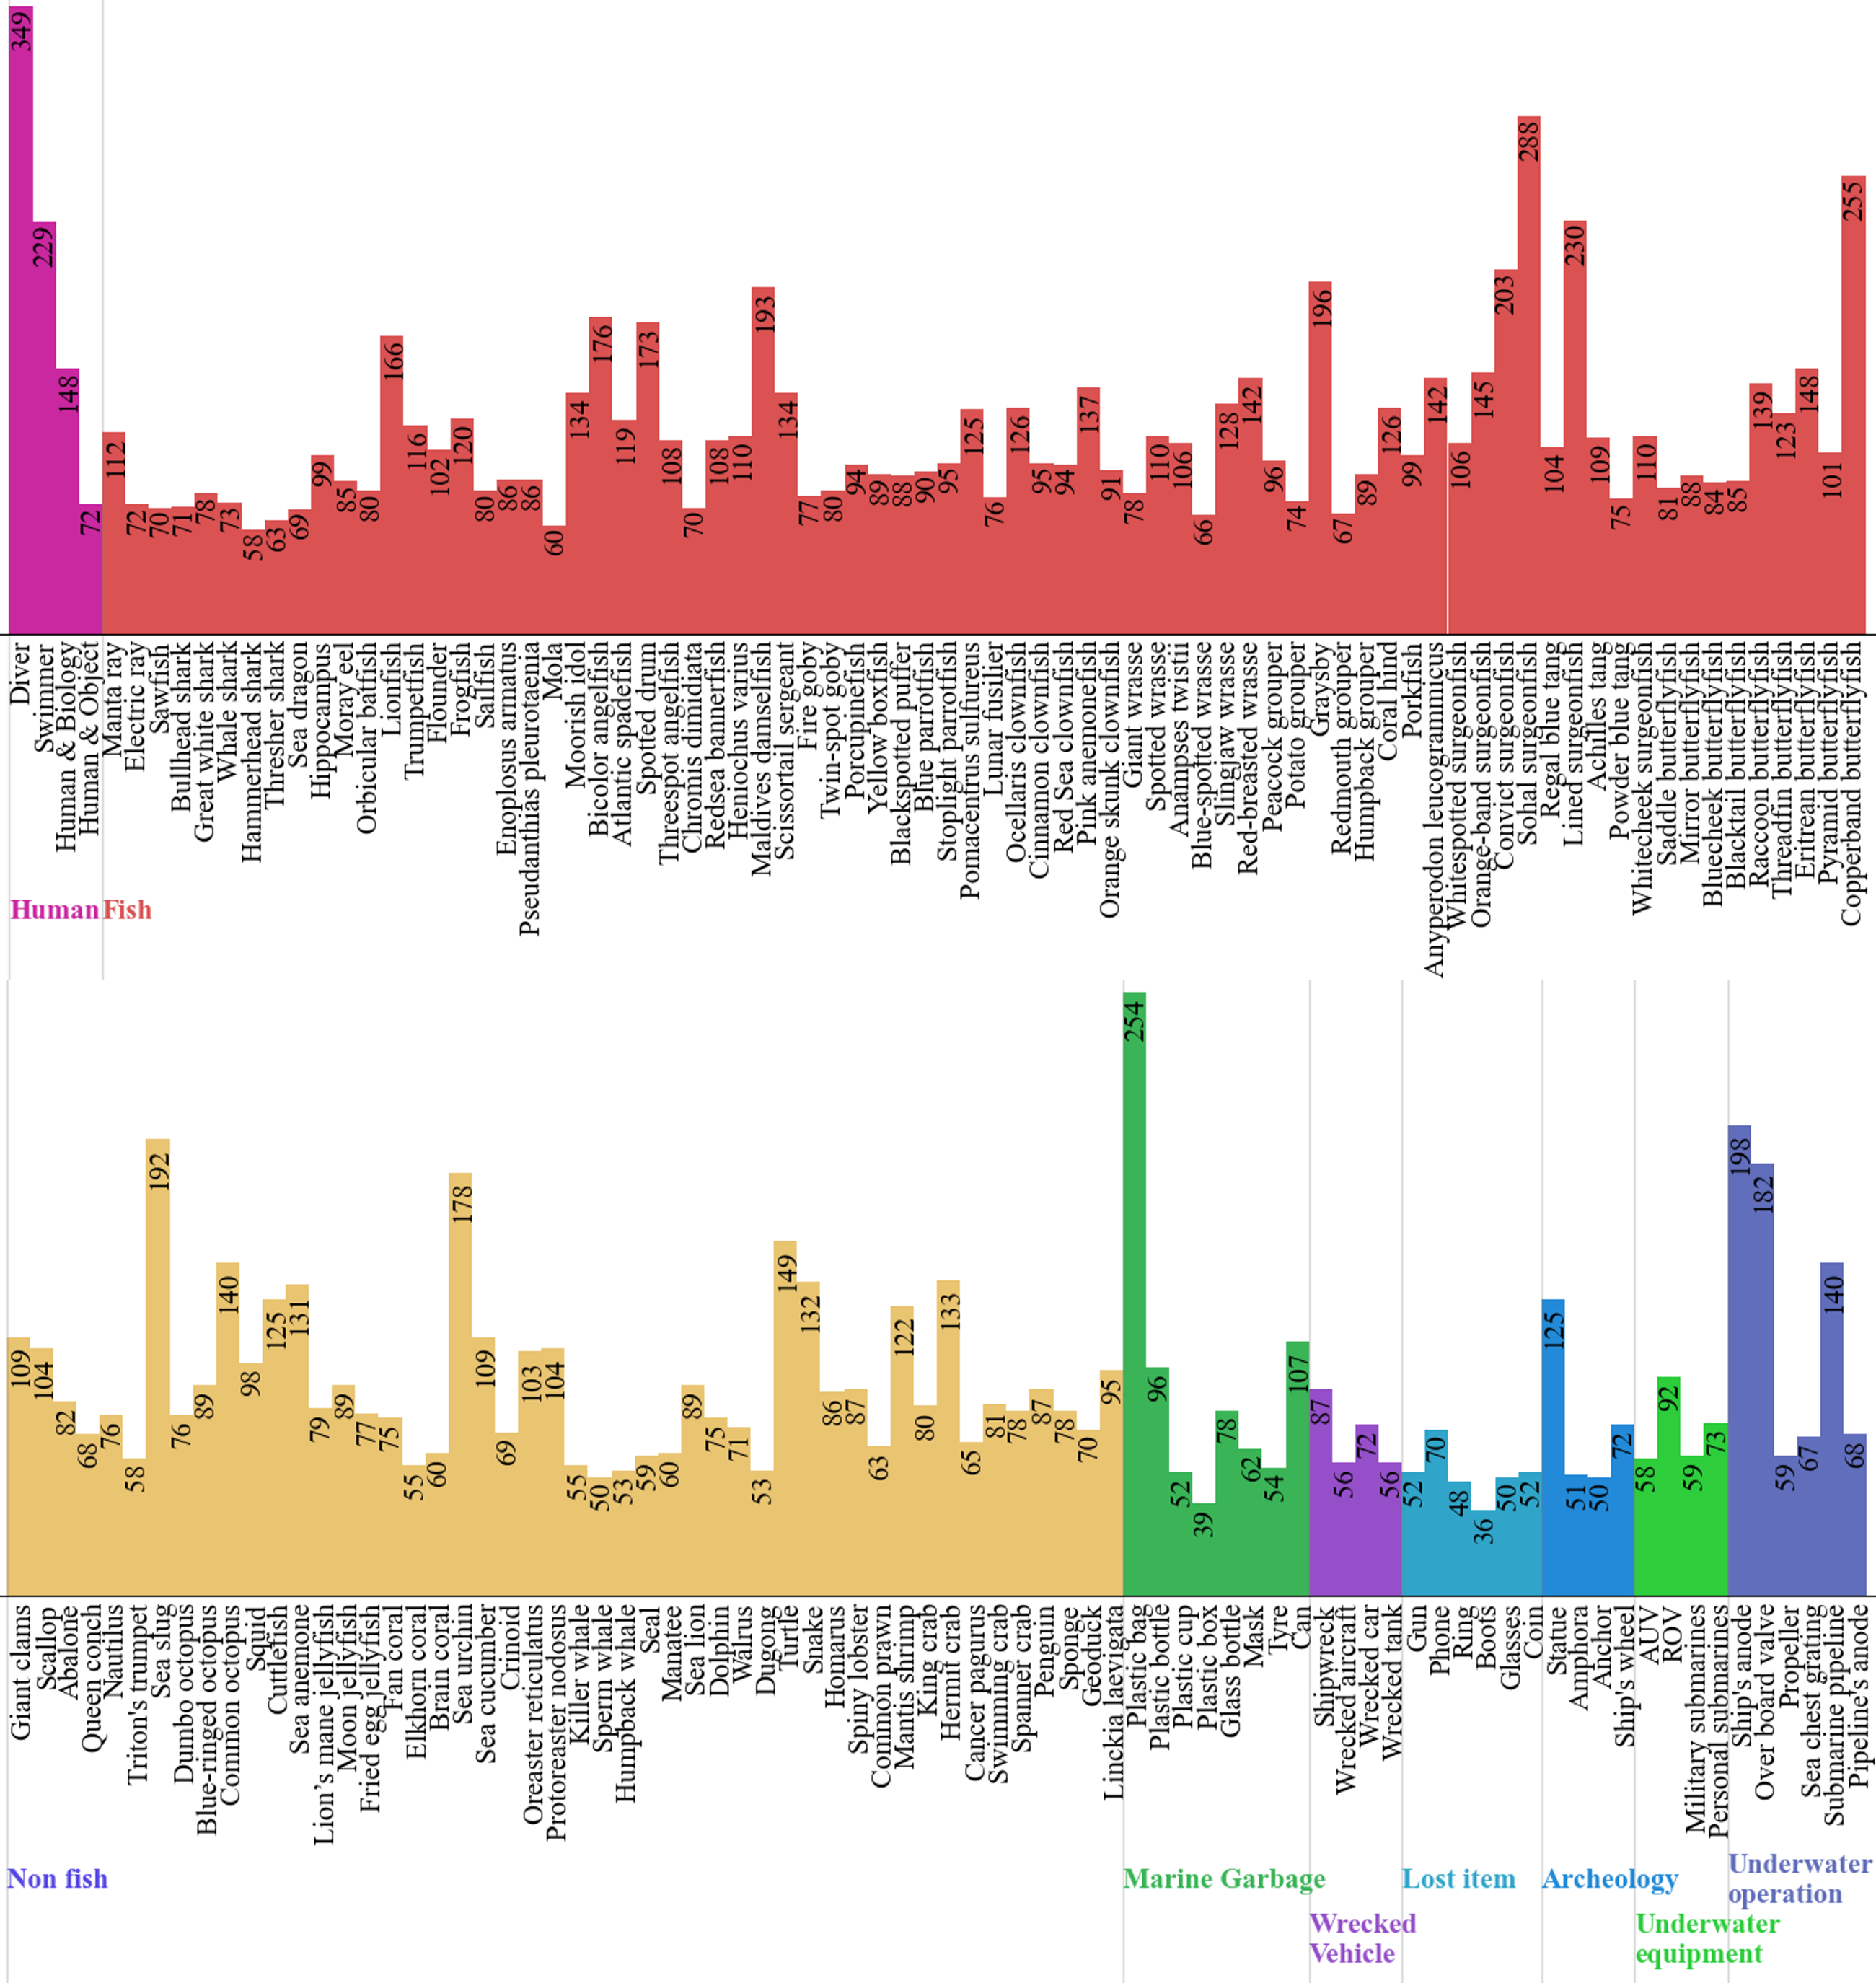 349
229
148
72
112
72
70
71
78
73
58
63
69
99
85
80
166
116
102
120
80
86
86
60
134
176
119
173
108
70
108
110
193
134
77
80
94
89
88
90
95
125
76
126
95
94
137
91
78
110
106
66
128
142
96
74
196
67
89
126
99
142
106
145
203
288
104
230
109
75
110
81
88
84
85
139
123
148
101
255
Diver
Swimmer
Human & Biology
Human & Object
Manta ray
Electric ray
Sawfish
Bullhead shark
Great white shark
Whale shark
Hammerhead shark
Thresher shark
Sea dragon
Hippocampus
Moray eel
Orbicular batfish
Lionfish
Trumpetfish
Flounder
Frogfish
Sailfish
Enoplosus armatus
Pseudanthias pleurotaenia
Mola
Moorish idol
Bicolor angelfish
Atlantic spadefish
Spotted drum
Threespot angelfish
Chromis dimidiata
Redsea bannerfish
Heniochus varius
Maldives damselfish
Scissortail sergeant
Fire goby
Twin-spot goby
Porcupinefish
Yellow boxfish
Blackspotted puffer
Blue parrotfish
Stoplight parrotfish
Pomacentrus sulfureus
Lunar fusilier
Ocellaris clownfish
Cinnamon clownfish
Red Sea clownfish
Pink anemonefish
Orange skunk clownfish
Giant wrasse
Spotted wrasse
Anampses twistii
Blue-spotted wrasse
Slingjaw wrasse
Red-breasted wrasse
Peacock grouper
Potato grouper
Graysby
Redmouth grouper
Humpback grouper
Coral hind
Porkfish
Anyperodon leucogrammicus
Whitespotted surgeonfish
Orange-band surgeonfish
Convict surgeonfish
Sohal surgeonfish
Regal blue tang
Lined surgeonfish
Achilles tang
Powder blue tang
Whitecheek surgeonfish
Saddle butterflyfish
Mirror butterflyfish
Bluecheek butterflyfish
Blacktail butterflyfish
Raccoon butterflyfish
Threadfin butterflyfish
Eritrean butterflyfish
Pyramid butterflyfish
Copperband butterflyfish
Human
Fish
109
104
82
68
76
58
192
76
89
140
98
125
131
79
89
77
75
55
60
178
109
69
103
104
55
50
53
59
60
89
75
71
53
149
132
86
87
63
122
80
133
65
81
78
87
78
70
95
254
96
52
39
78
62
54
107
87
56
72
56
52
70
48
36
50
52
125
51
50
72
58
92
59
73
198
182
59
67
140
68
Giant clams
Scallop
Abalone
Queen conch
Nautilus
Triton's trumpet
Sea slug
Dumbo octopus
Blue-ringed octopus
Common octopus
Squid
Cuttlefish
Sea anemone
Lion’s mane jellyfish
Moon jellyfish
Fried egg jellyfish
Fan coral
Elkhorn coral
Brain coral
Sea urchin
Sea cucumber
Crinoid
Oreaster reticulatus
Protoreaster nodosus
Killer whale
Sperm whale
Humpback whale
Seal
Manatee
Sea lion
Dolphin
Walrus
Dugong
Turtle
Snake
Homarus
Spiny lobster
Common prawn
Mantis shrimp
King crab
Hermit crab
Cancer pagurus
Swimming crab
Spanner crab
Penguin
Sponge
Geoduck
Linckia laevigata
Plastic bag
Plastic bottle
Plastic cup
Plastic box
Glass bottle
Mask
Tyre
Can
Shipwreck
Wrecked aircraft
Wrecked car
Wrecked tank
Gun
Phone
Ring
Boots
Glasses
Coin
Statue
Amphora
Anchor
Ship's wheel
AUV
ROV
Military submarines
Personal submarines
Ship's anode
Over board valve
Propeller
Sea chest grating
Submarine pipeline
Pipeline's anode
Non fish
Marine Garbage
Wrecked
Vehicle
Lost item
Archeology
Underwater
equipment
Underwater
operation